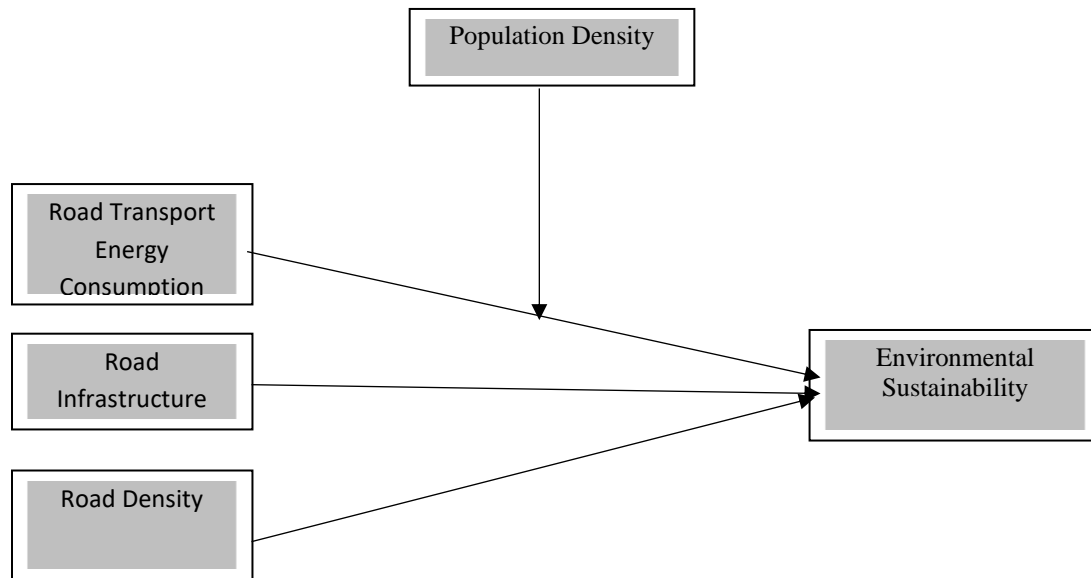 Population Density
Road Transport
Energy
Consumption
Road
Infrastructure
Environmental
Sustainability
Road Density